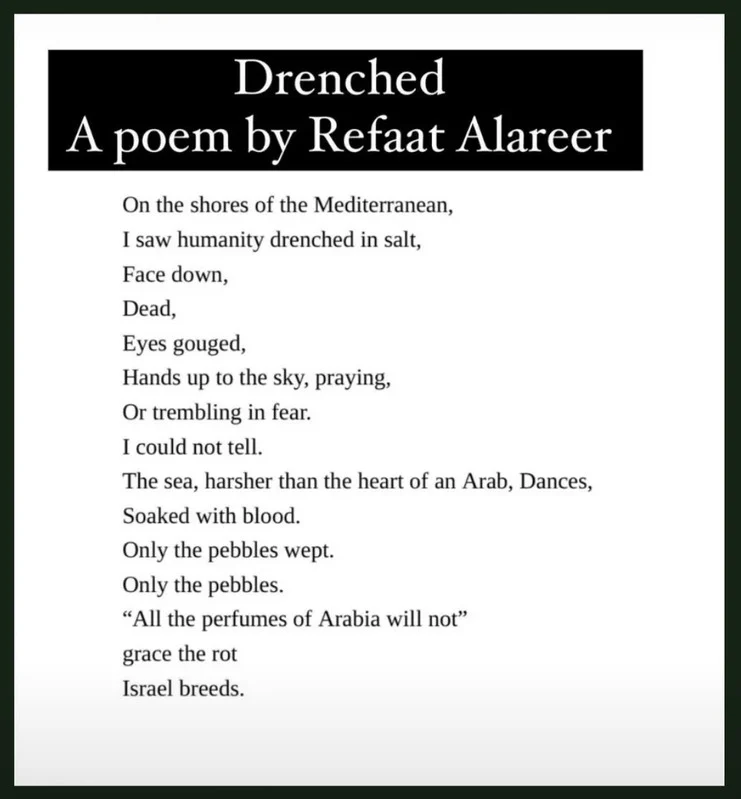 Drenched
A poem by Refaat Alareer
On the shores of the Mediterranean,
I saw humanity drenched in salt,
Face down,
Dead,
Eyes gouged,
Hands up to the sky, praying,
Or trembling in fear.
I could not tell.
The sea, harsher than the heart of an Arab, Dances,
Soaked with blood.
Only the pebbles wept.
Only the pebbles.
“All the perfumes of Arabia will not”
grace the rot
Israel breeds.